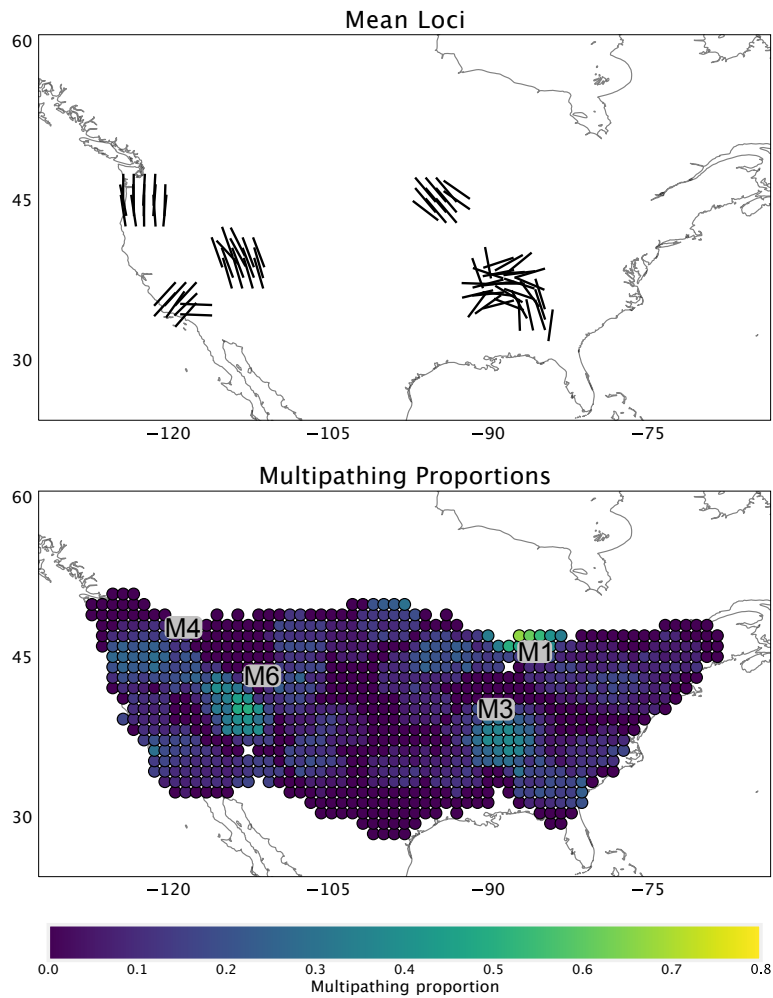 Mean Loci
60
45
30
−120 −105 −90 −75
Multipathing Proportions
60
M4
45 M1
M6
M3
30
−120 −105 −90 −75
0.0 0.1 0.2 0.3 0.4 0.5 0.6 0.7 0.8
Multipathing proportion